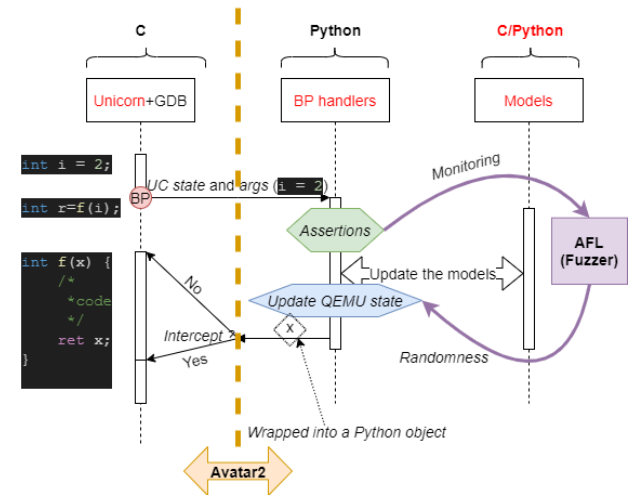 C
Python
C/Python
Unicorn+GDB
BP handlers
Models
int i = 2;
BP
UC state and args (i = 2)
Monitoring
int r=f(i);
Assertions
AFL
(Fuzzer)
int f(x) {
/*
*code
*/
ret x;
}
No
Update the models
Update QEMU state
x
Intercept ?
Yes
Randomness
Wrapped into a Python object
Avatar2